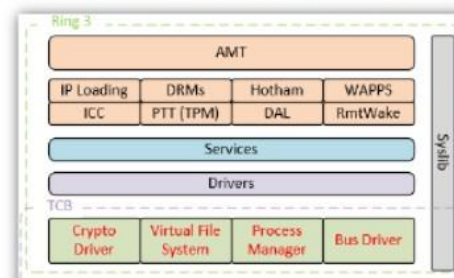 Ring 3
AMT
IP Loading DRMs Hotham WAPPS
ICC PTT (TPM) DAL RmtWake
Services
Drivers
TCB
Crypto Virtual File Process Bus Driver
Driver System Manager
Syslib